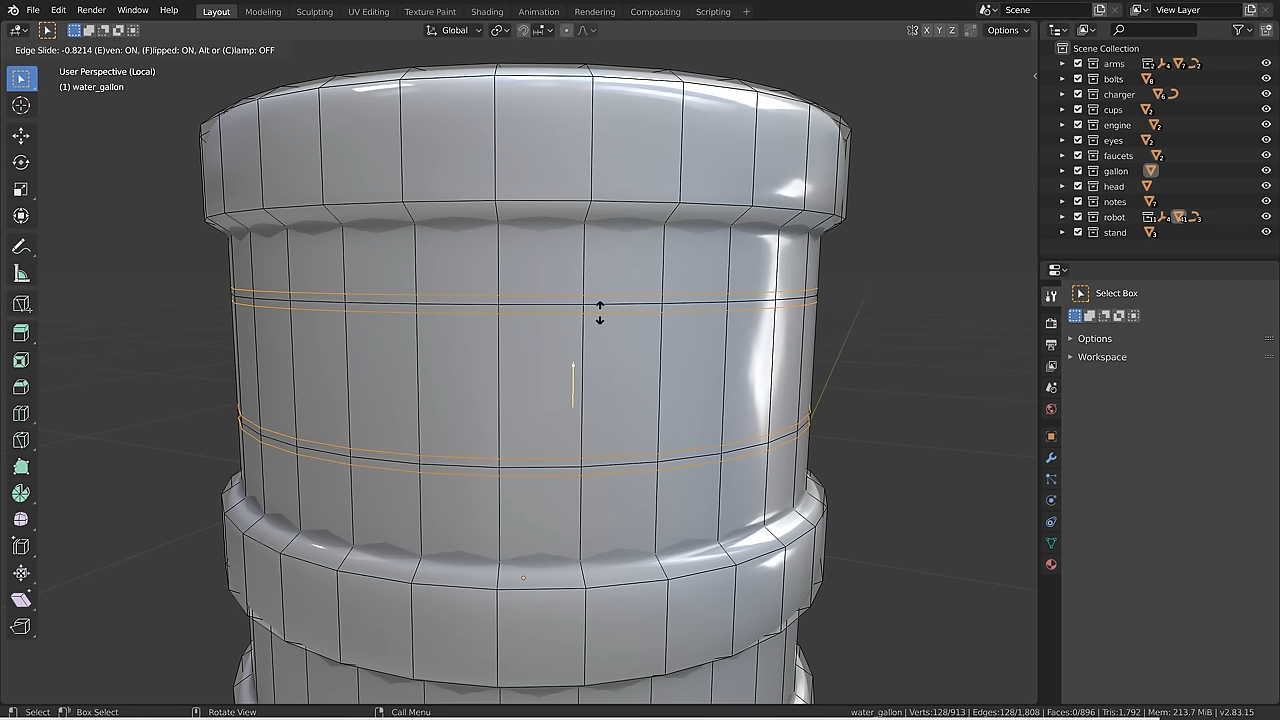 File Edit Render Window Help Layout Modeling Sculpting UV Editing Texture Paint Shading Animation Rendering Compositing Scripting + Scene View Layer
Global Options
Edge Slide: -0.8214 (E)ven: ON, (F)lipped: ON, Alt or (C)lamp: OFF
X Y Z
User Perspective (Local)
(1) water_gallon
Scene Collection
arms
bolts
charger
cups
engine
eyes
faucets
gallon
head
notes
robot
stand
Select Box
Options
Workspace
Select Box Select Rotate View Call Menu
water_gallon | Verts:128/913 | Edges:128/1,808 | Faces:0/896 | Tris:1,792 | Mem: 213.7 MiB | v2.83.15